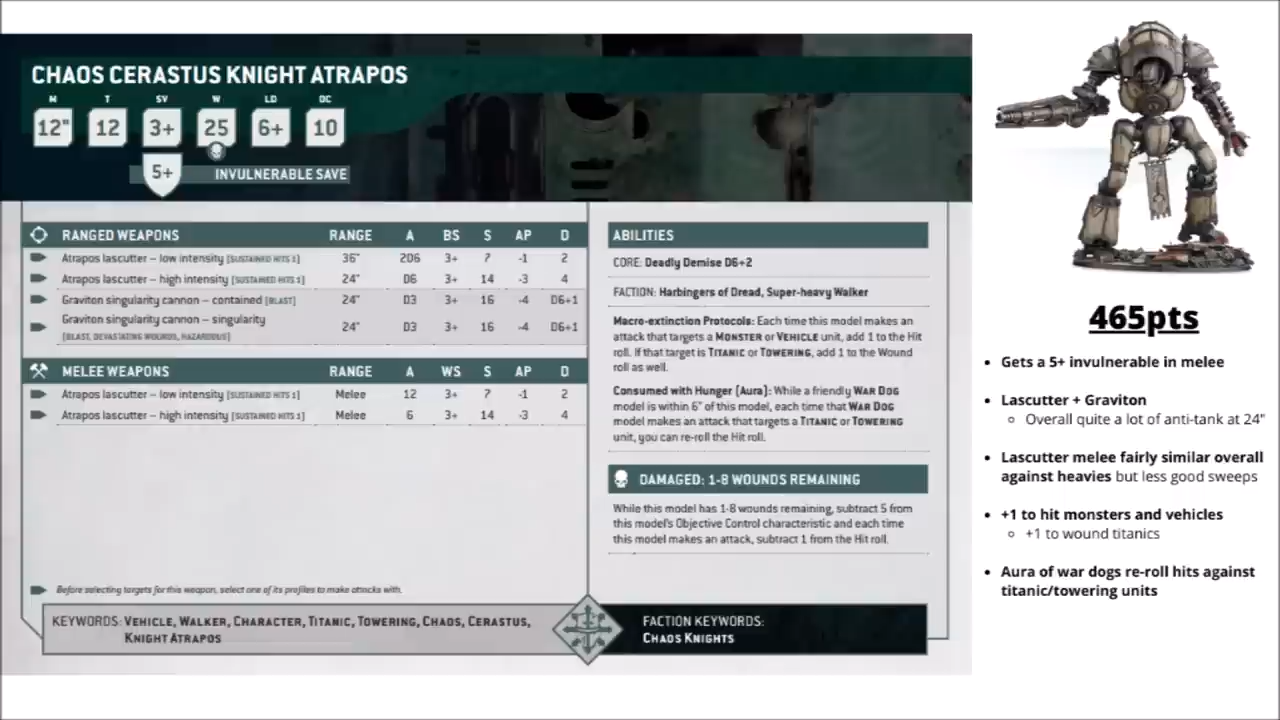 CHAOS CERASTUS KNIGHT ATRAPOS
M T SV W LD OC
12" 12 3+ 25 6+ 10
5+ INVULNERABLE SAVE
RANGED WEAPONS RANGE A BS S AP D
Atrapos lascutter – low intensity [SUSTAINED HITS 1] 36" 2D6 3+ 7 -1 2
Atrapos lascutter – high intensity [SUSTAINED HITS 1] 24" D6 3+ 14 -3 4
Graviton singularity cannon – contained [BLAST] 24" D3 3+ 16 -4 D6+1
Graviton singularity cannon – singularity
[BLAST, DEVASTATING WOUNDS, HAZARDOUS] 24" D3 3+ 16 -4 D6+1
MELEE WEAPONS RANGE A WS S AP D
Atrapos lascutter – low intensity [SUSTAINED HITS 1] Melee 12 3+ 7 -1 2
Atrapos lascutter – high intensity [SUSTAINED HITS 1] Melee 6 3+ 14 -3 4
Before selecting targets for this weapon, select one of its profiles to make attacks with.
KEYWORDS: VEHICLE, WALKER, CHARACTER, TITANIC, TOWERING, CHAOS, CERASTUS,
KNIGHT ATRAPOS
ABILITIES
CORE: Deadly Demise D6+2
FACTION: Harbingers of Dread, Super-heavy Walker
Macro-extinction Protocols: Each time this model makes an
attack that targets a MONSTER or VEHICLE unit, add 1 to the Hit
roll. If that target is TITANIC or TOWERING, add 1 to the Wound
roll as well.
Consumed with Hunger (Aura): While a friendly WAR DOG
model is within 6" of this model, each time that WAR DOG
model makes an attack that targets a TITANIC or TOWERING
unit, you can re-roll the Hit roll.
DAMAGED: 1-8 WOUNDS REMAINING
While this model has 1-8 wounds remaining, subtract 5 from
this model's Objective Control characteristic and each time
this model makes an attack, subtract 1 from the Hit roll.
FACTION KEYWORDS:
CHAOS KNIGHTS
465pts
• Gets a 5+ invulnerable in melee
• Lascutter + Graviton
○ Overall quite a lot of anti-tank at 24"
• Lascutter melee fairly similar overall
against heavies but less good sweeps
• +1 to hit monsters and vehicles
○ +1 to wound titanics
• Aura of war dogs re-roll hits against
titanic/towering units